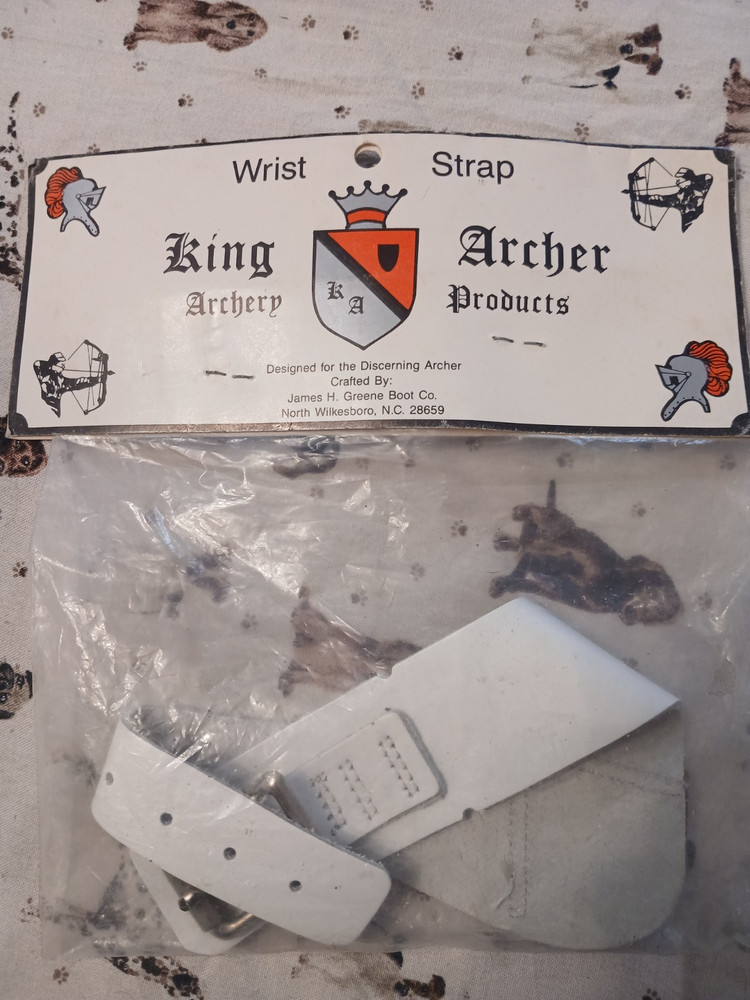 Wrist Strap
King Archer
Archery Products
K
A
Designed for the Discerning Archer
Crafted By:
James H. Greene Boot Co.
North Wilkesboro, N.C. 28659